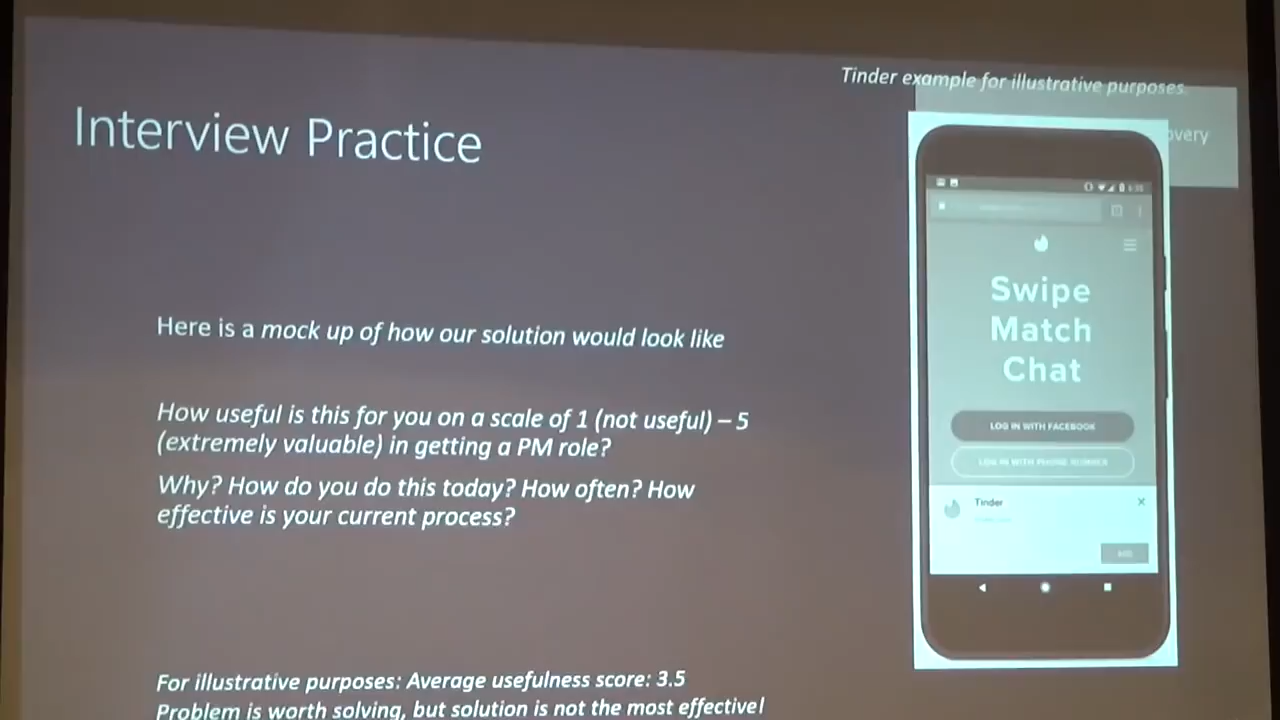 Tinder example for illustrative purposes.
Interview Practice
Here is a mock up of how our solution would look like
How useful is this for you on a scale of 1 (not useful) – 5
(extremely valuable) in getting a PM role?
Why? How do you do this today? How often? How
effective is your current process?
For illustrative purposes: Average usefulness score: 3.5
Problem is worth solving, but solution is not the most effective!
overy
Swipe
Match
Chat
LOG IN WITH FACEBOOK
LOG IN WITH PHONE NUMBER
Tinder
ADD